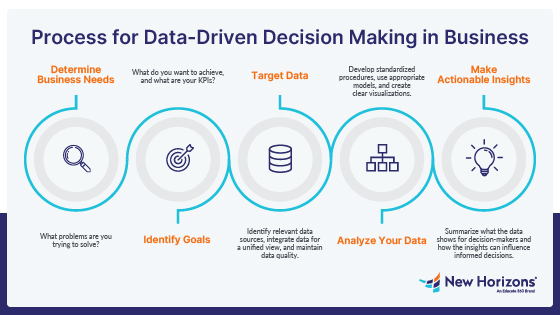 Process for Data-Driven Decision Making in Business
Determine
Business Needs
What problems are you
trying to solve?
What do you want to achieve,
and what are your KPIs?
Identify Goals
Target Data
Identify relevant data
sources, integrate data for
a unified view, and maintain
data quality.
Develop standardized
procedures, use appropriate
models, and create
clear visualizations.
Analyze Your Data
Make
Actionable Insights
Summarize what the data
shows for decision-makers and
how the insights can influence
informed decisions.
New Horizons®
An Educate 360 Brand